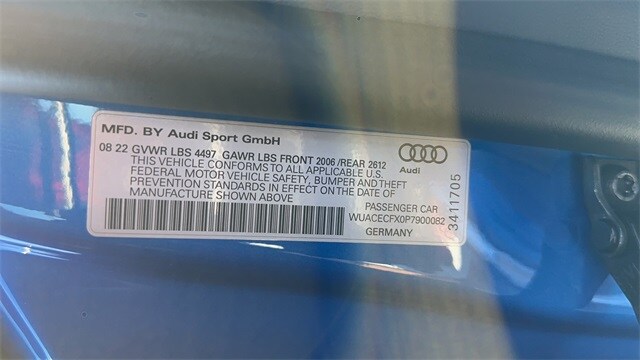 MFD. BY Audi Sport GmbH
08 22 GVWR LBS 4497 GAWR LBS FRONT 2006 /REAR 2612
THIS VEHICLE CONFORMS TO ALL APPLICABLE U.S.
FEDERAL MOTOR VEHICLE SAFETY, BUMPER AND THEFT
PREVENTION STANDARDS IN EFFECT ON THE DATE OF
MANUFACTURE SHOWN ABOVE
Audi
PASSENGER CAR
WUACECFX0P7900082
GERMANY
3411705